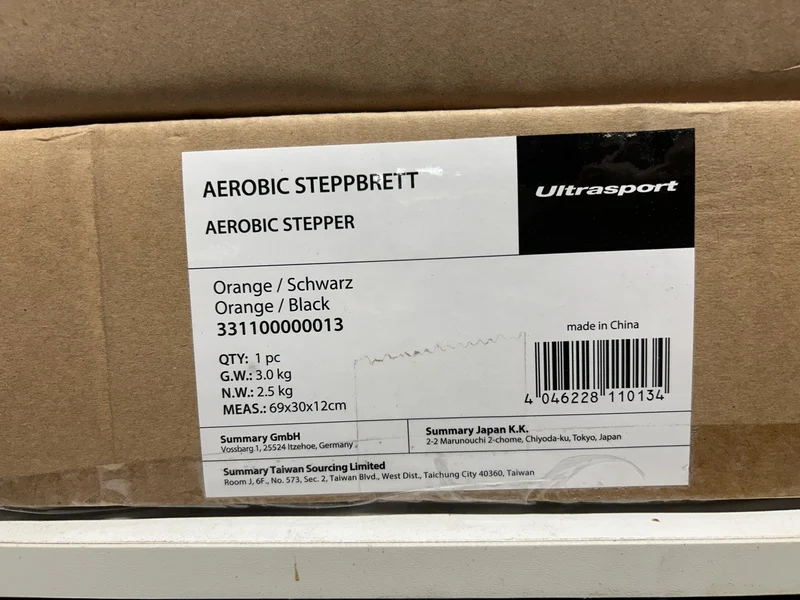 AEROBIC STEPPBRETT
AEROBIC STEPPER
Ultrasport
Orange / Schwarz
Orange / Black
331100000013
QTY: 1 pc
G.W.: 3.0 kg
N.W.: 2.5 kg
MEAS.: 69x30x12cm
made in China
4 046228 110134
Summary GmbH
Vossbarg 1, 25524 Itzehoe, Germany
Summary Japan K.K.
2-2 Marunouchi 2-chome, Chiyoda-ku, Tokyo, Japan
Summary Taiwan Sourcing Limited
Room J, 6F., No. 573, Sec. 2, Taiwan Blvd., West Dist., Taichung City 40360, Taiwan